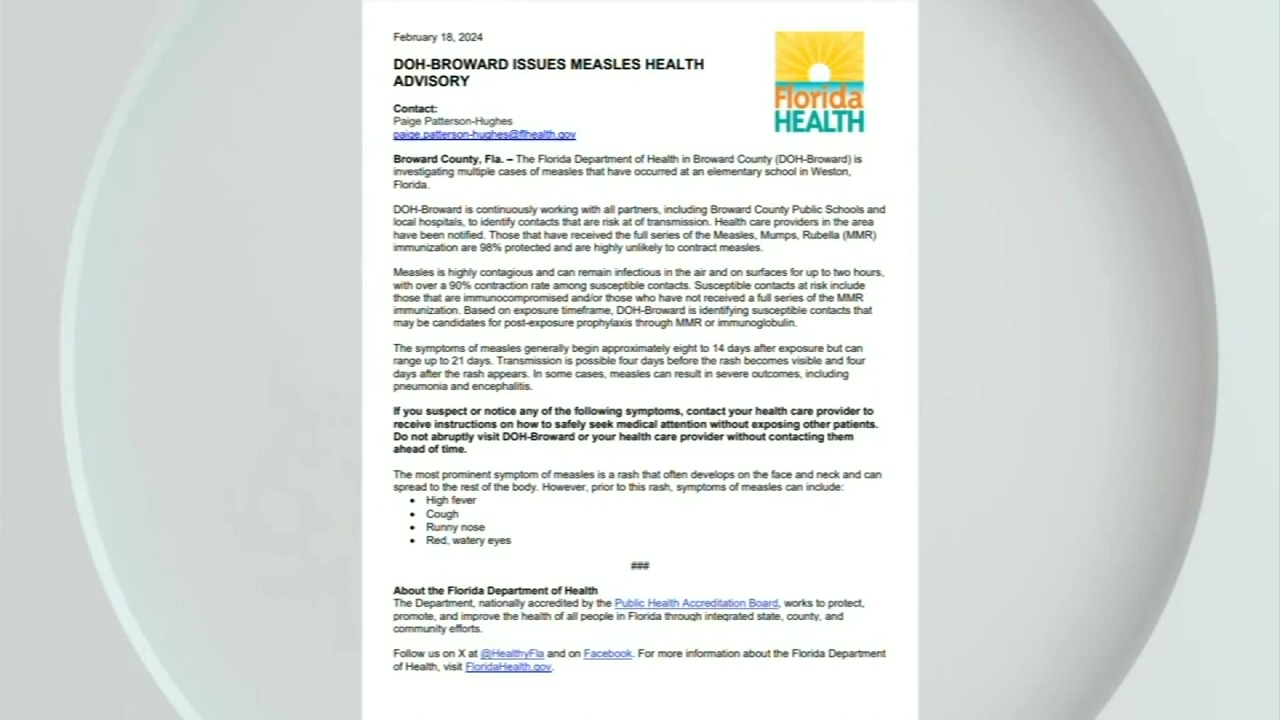 February 18, 2024
DOH-BROWARD ISSUES MEASLES HEALTH
ADVISORY
Florida
HEALTH
Contact:
Paige Patterson-Hughes
paige.patterson-hughes@flhealth.gov
Broward County, Fla. – The Florida Department of Health in Broward County (DOH-Broward) is
investigating multiple cases of measles that have occurred at an elementary school in Weston,
Florida.
DOH-Broward is continuously working with all partners, including Broward County Public Schools and
local hospitals, to identify contacts that are risk at of transmission. Health care providers in the area
have been notified. Those that have received the full series of the Measles, Mumps, Rubella (MMR)
immunization are 98% protected and are highly unlikely to contract measles.
Measles is highly contagious and can remain infectious in the air and on surfaces for up to two hours,
with over a 90% contraction rate among susceptible contacts. Susceptible contacts at risk include
those that are immunocompromised and/or those who have not received a full series of the MMR
immunization. Based on exposure timeframe, DOH-Broward is identifying susceptible contacts that
may be candidates for post-exposure prophylaxis through MMR or immunoglobulin.
The symptoms of measles generally begin approximately eight to 14 days after exposure but can
range up to 21 days. Transmission is possible four days before the rash becomes visible and four
days after the rash appears. In some cases, measles can result in severe outcomes, including
pneumonia and encephalitis.
If you suspect or notice any of the following symptoms, contact your health care provider to
receive instructions on how to safely seek medical attention without exposing other patients.
Do not abruptly visit DOH-Broward or your health care provider without contacting them
ahead of time.
The most prominent symptom of measles is a rash that often develops on the face and neck and can
spread to the rest of the body. However, prior to this rash, symptoms of measles can include:
• High fever
• Cough
• Runny nose
• Red, watery eyes
###
About the Florida Department of Health
The Department, nationally accredited by the Public Health Accreditation Board, works to protect,
promote, and improve the health of all people in Florida through integrated state, county, and
community efforts.
Follow us on X at @HealthyFla and on Facebook. For more information about the Florida Department
of Health, visit FloridaHealth.gov.